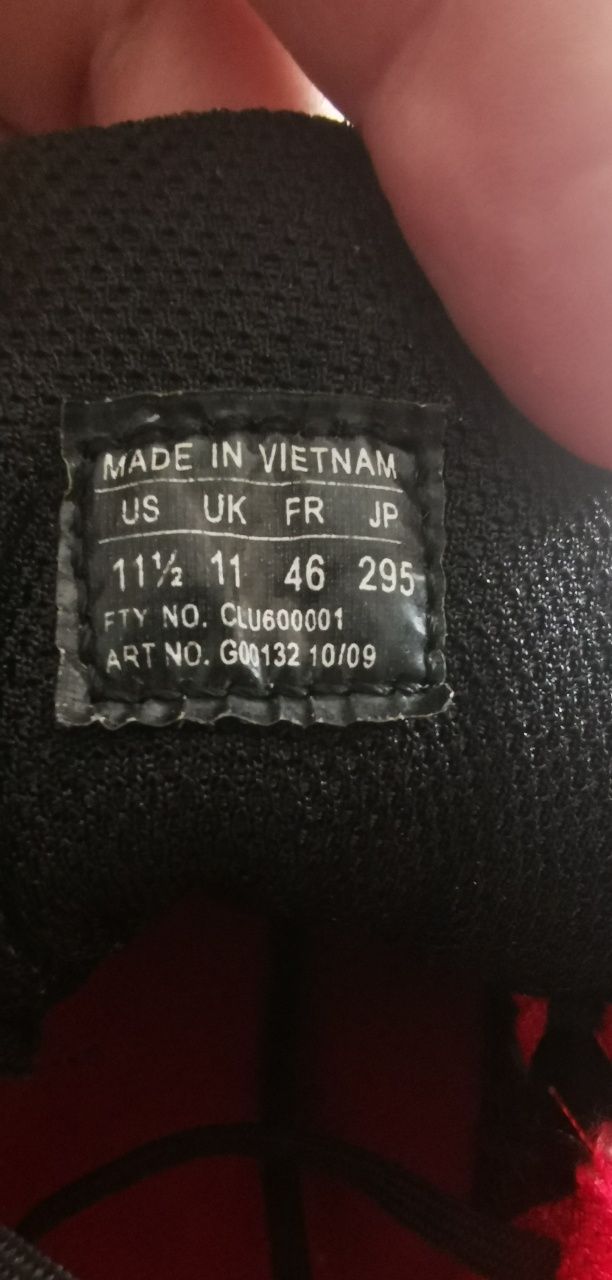 MADE IN VIETNAM
US UK FR JP
11½ 11 46 295
FTY NO. CLU600001
ART NO. G00132 10/09